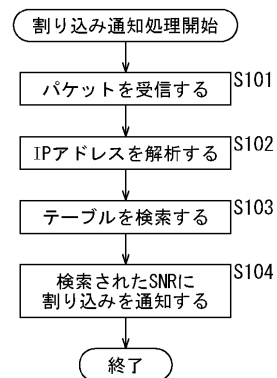 割り込み通知処理開始
パケットを受信する
S101
IPアドレスを解析する
S102
テーブルを検索する
S103
検索されたSNRに
割り込みを通知する
S104
終了